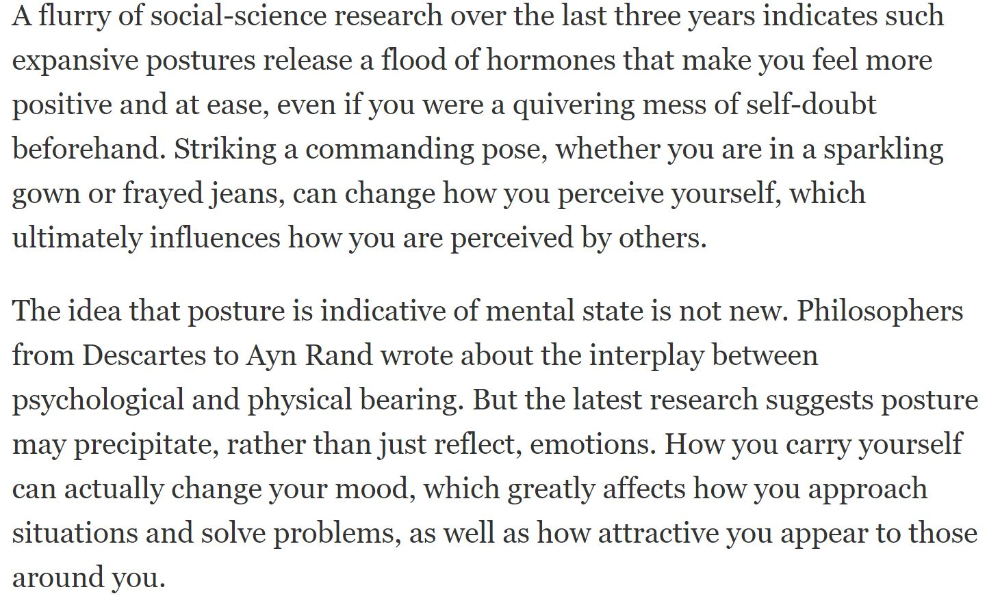 A flurry of social-science research over the last three years indicates such
expansive postures release a flood of hormones that make you feel more
positive and at ease, even if you were a quivering mess of self-doubt
beforehand. Striking a commanding pose, whether you are in a sparkling
gown or frayed jeans, can change how you perceive yourself, which
ultimately influences how you are perceived by others.
The idea that posture is indicative of mental state is not new. Philosophers
from Descartes to Ayn Rand wrote about the interplay between
psychological and physical bearing. But the latest research suggests posture
may precipitate, rather than just reflect, emotions. How you carry yourself
can actually change your mood, which greatly affects how you approach
situations and solve problems, as well as how attractive you appear to those
around you.